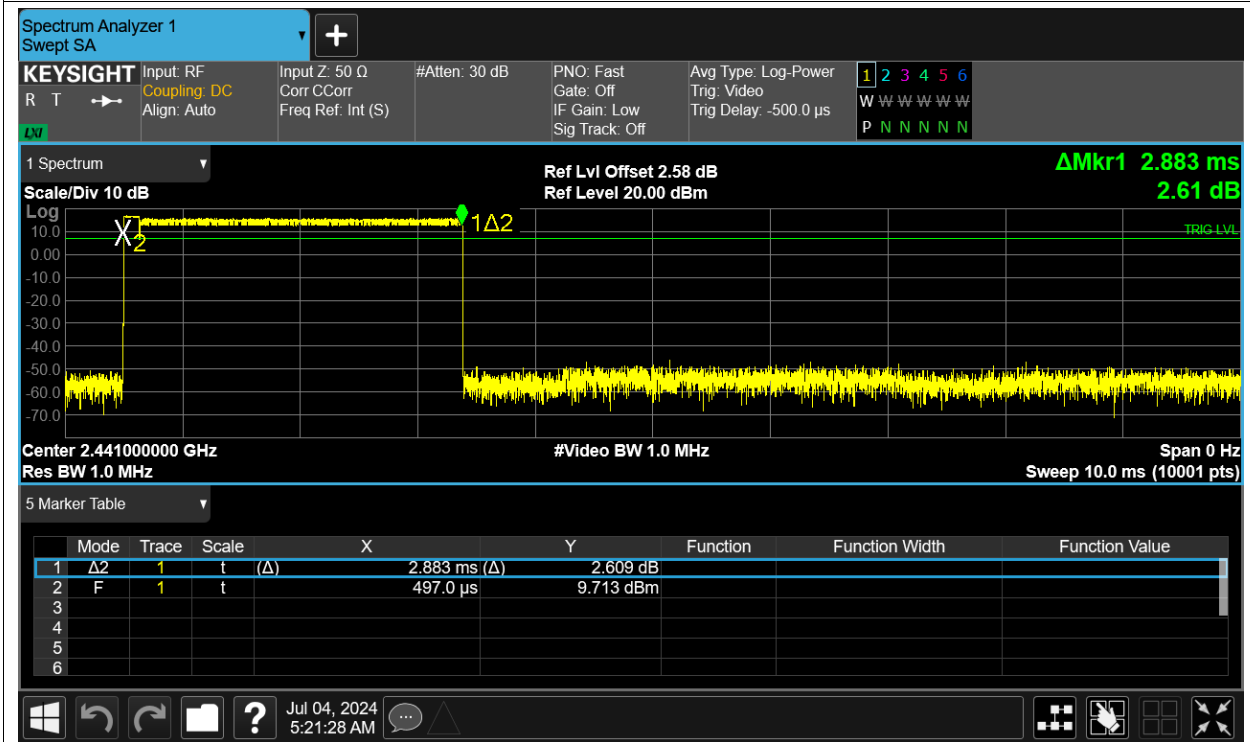 Spectrum Analyzer 1
Swept SA
KEYSIGHT Input: RF Input Z: 50 Ω #Atten: 30 dB PNO: Fast Avg Type: Log-Power 1 2 3 4 5 6
R T Coupling: DC Corr CCorr Gate: Off Trig: Video W W W W W W
Align: Auto Freq Ref: Int (S) IF Gain: Low Trig Delay: -500.0 µs P N N N N N
LXI Sig Track: Off
1 Spectrum Ref Lvl Offset 2.58 dB ΔMkr1 2.883 ms
Scale/Div 10 dB Ref Level 20.00 dBm 2.61 dB
Log
10.0 X 2 1Δ2 TRIG LVL
0.00
-10.0
-20.0
-30.0
-40.0
-50.0
-60.0
-70.0
Center 2.441000000 GHz #Video BW 1.0 MHz Span 0 Hz
Res BW 1.0 MHz Sweep 10.0 ms (10001 pts)
5 Marker Table
Mode Trace Scale X Y Function Function Width Function Value
1 Δ2 1 t (Δ) 2.883 ms (Δ) 2.609 dB
2 F 1 t 497.0 µs 9.713 dBm
3
4
5
6
? Jul 04, 2024
5:21:28 AM